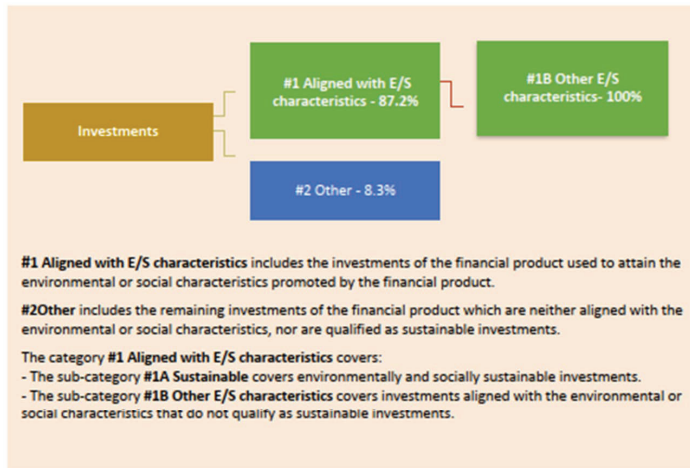 #1 Aligned with E/S
characteristics - 87.2%
#1B Other E/S
characteristics- 100%
Investments
#2 Other - 8.3%
#1 Aligned with E/S characteristics includes the investments of the financial product used to attain the
environmental or social characteristics promoted by the financial product.
#2Other includes the remaining investments of the financial product which are neither aligned with the
environmental or social characteristics, nor are qualified as sustainable investments.
The category #1 Aligned with E/S characteristics covers:
- The sub-category #1A Sustainable covers environmentally and socially sustainable investments.
- The sub-category #1B Other E/S characteristics covers investments aligned with the environmental or
social characteristics that do not qualify as sustainable investments.